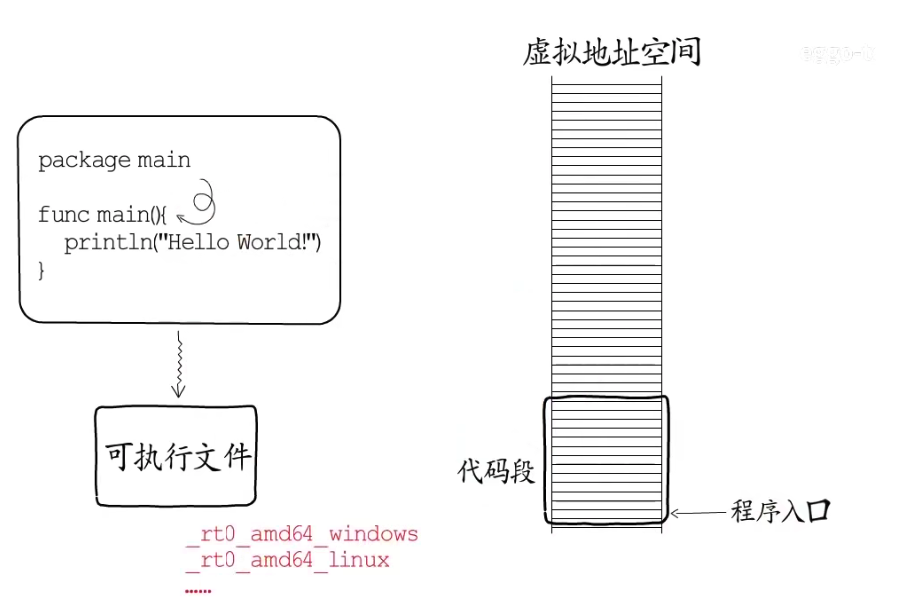 package main
func main(){
println("Hello World!")
}
可执行文件
_rt0_amd64_windows
_rt0_amd64_linux
......
虚拟地址空间
代码段
程序入口